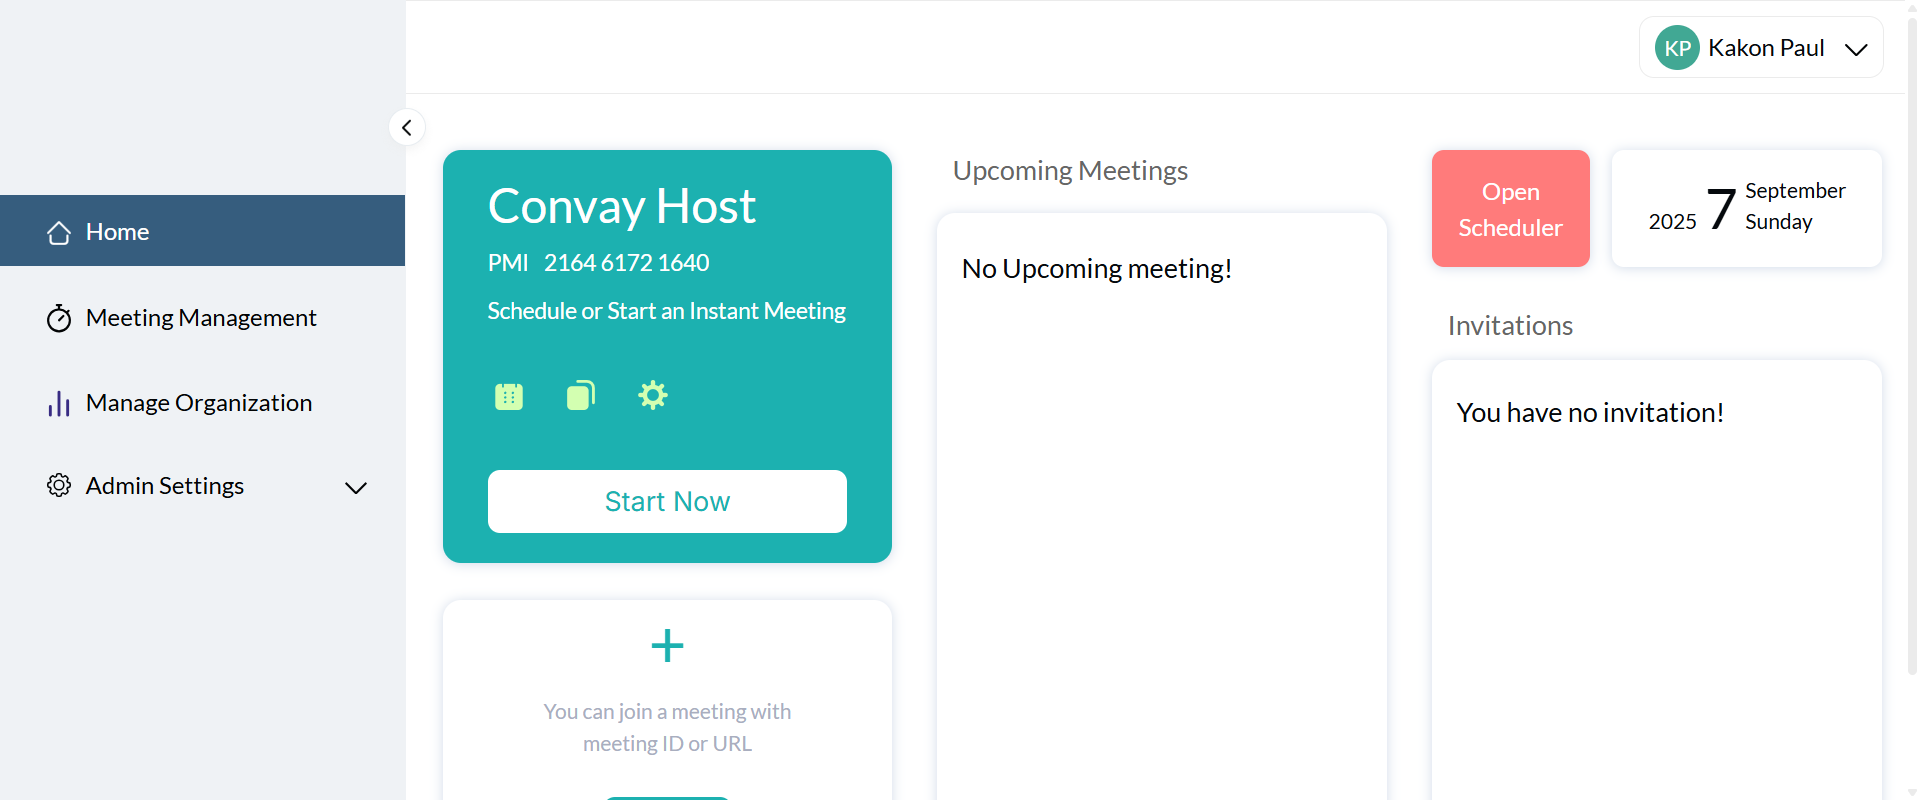 KP Kakon Paul
Home
Meeting Management
Manage Organization
Admin Settings
Convay Host
PMI 2164 6172 1640
Schedule or Start an Instant Meeting
Start Now
You can join a meeting with
meeting ID or URL
Upcoming Meetings
No Upcoming meeting!
Open
Scheduler
2025 7 September
Sunday
Invitations
You have no invitation!